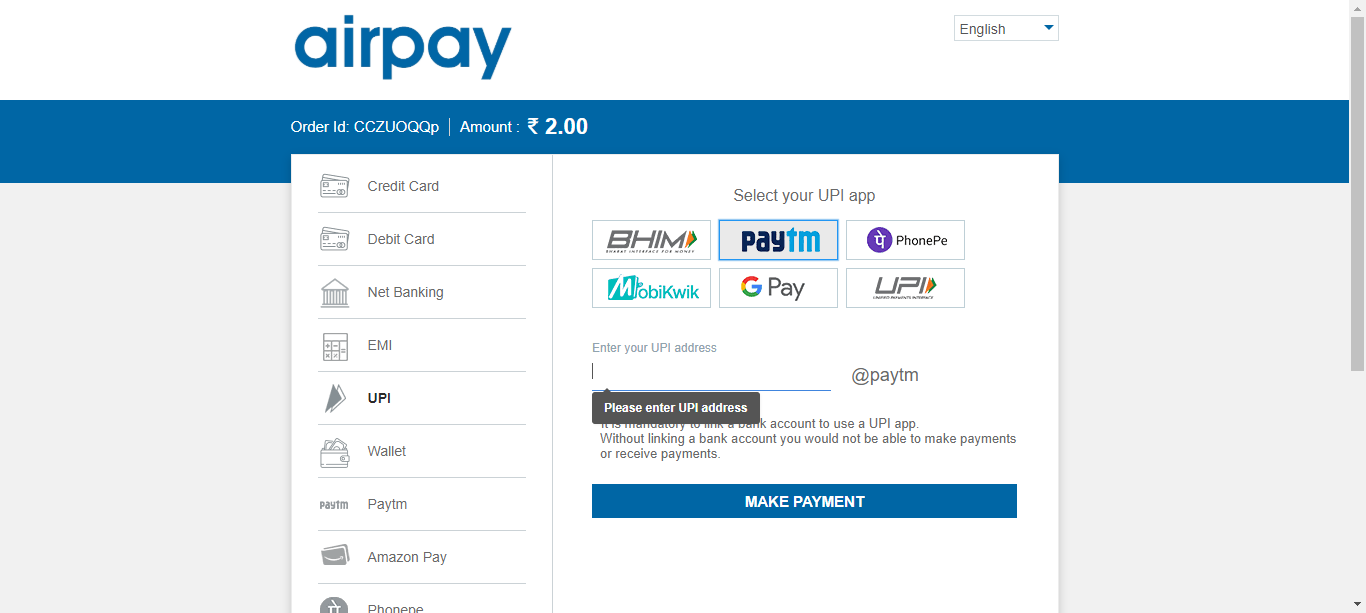 airpay
English
Order Id: CCZUOQQp | Amount : ₹ 2.00
Credit Card
Debit Card
Net Banking
EMI
UPI
Wallet
paytm Paytm
Amazon Pay
Phonepe
Select your UPI app
BHIM paytm PhonePe
BHARAT INTERFACE FOR MONEY
MobiKwik G Pay UPI
UNIFIED PAYMENTS INTERFACE
Enter your UPI address
@paytm
Please enter UPI address
It is mandatory to link a bank account to use a UPI app.
Without linking a bank account you would not be able to make payments
or receive payments.
MAKE PAYMENT